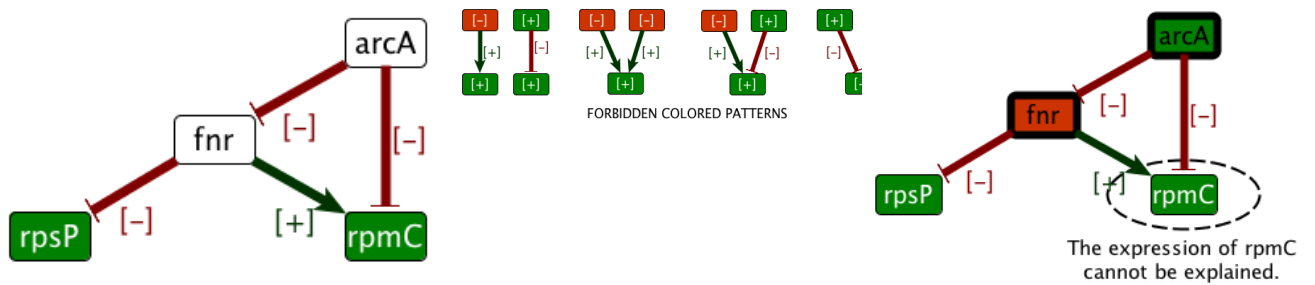 arcA
[−]
fnr
[−]
[−]
[+]
rpsP
rpmC
[−]
[+]
[−]
[−]
[−]
[+]
[+]
[+]
[−]
[+]
[+]
[+]
[−]
[−]
[+]
[+]
[+]
[+]
[+]
FORBIDDEN COLORED PATTERNS
arcA
[−]
[−]
fnr
[−]
[+]
rpsP
rpmC
The expression of rpmC
cannot be explained.